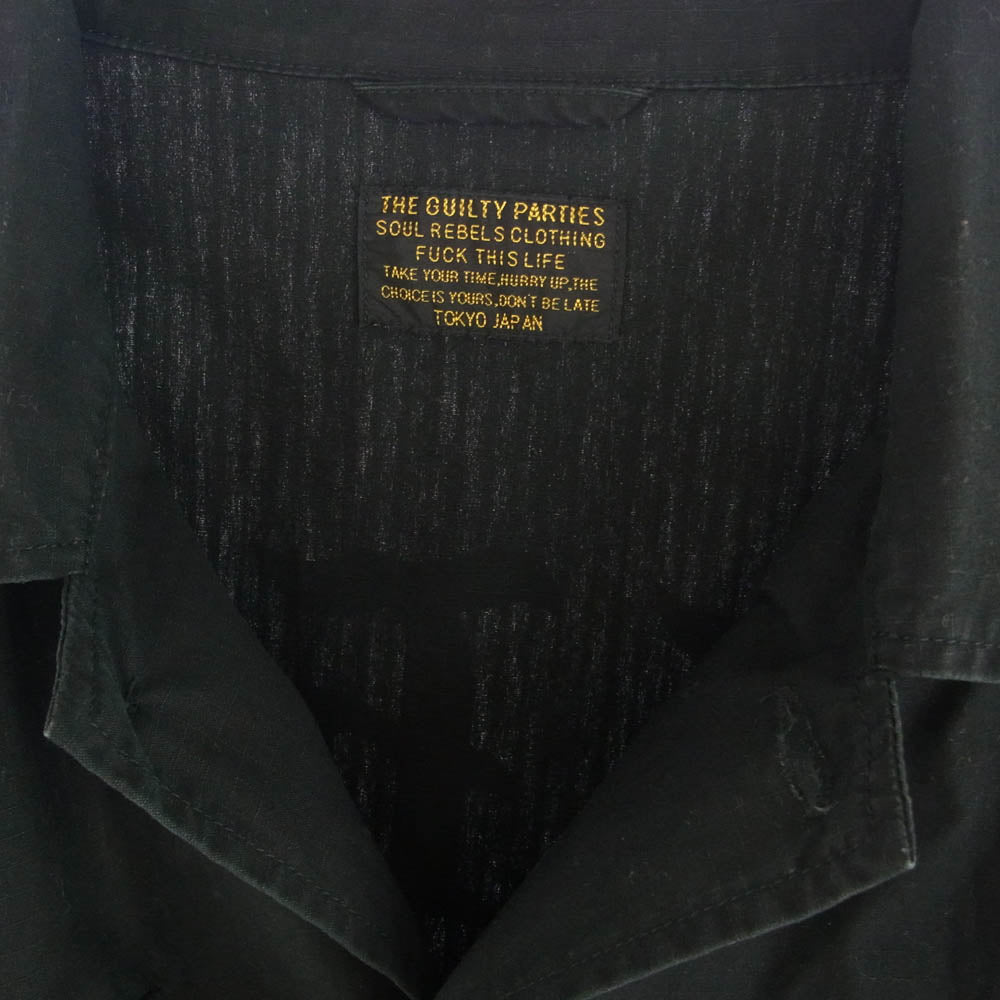 THE GUILTY PARTIES
SOUL REBELS CLOTHING
FUCK THIS LIFE
TAKE YOUR TIME,HURRY UP,THE
CHOICE IS YOURS,DON'T BE LATE
TOKYO JAPAN